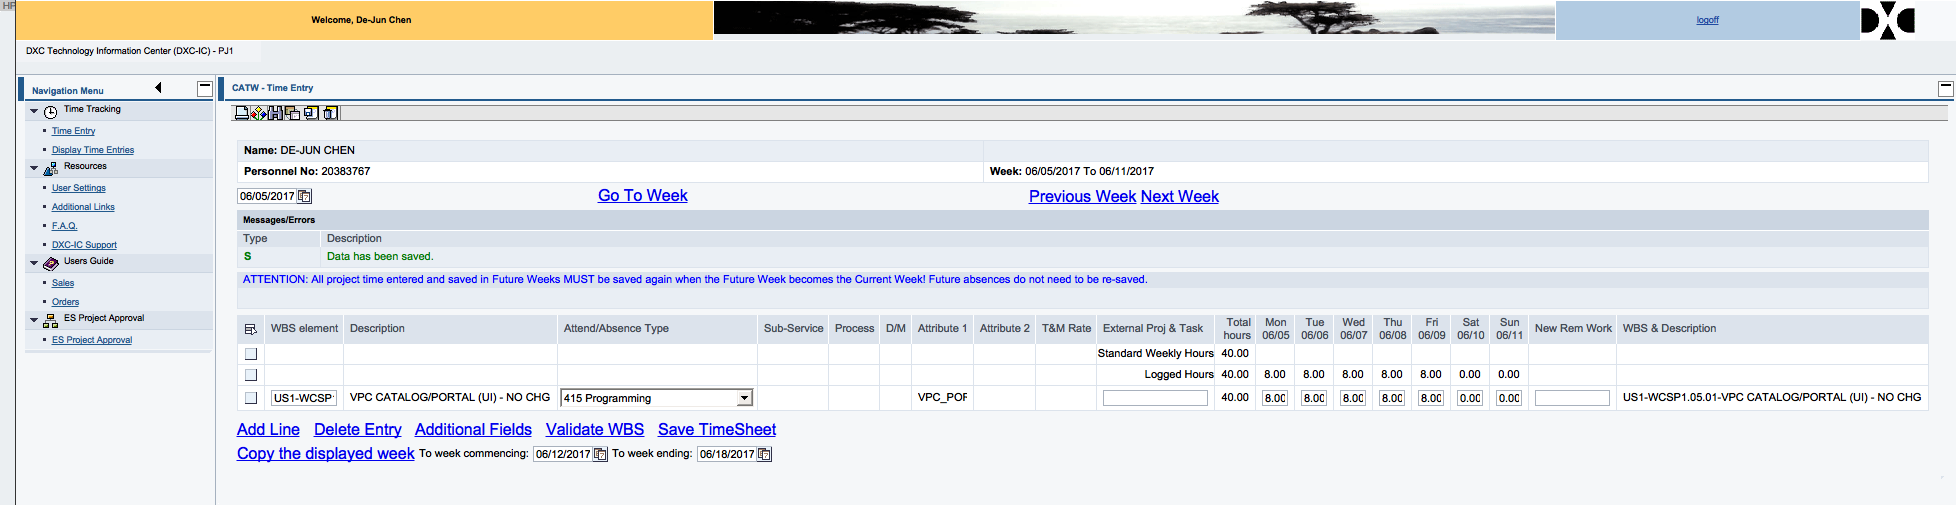 HP
Welcome, De-Jun Chen
logoff
DXC
DXC Technology Information Center (DXC-IC) - PJ1
Navigation Menu
Time Tracking
Time Entry
Display Time Entries
Resources
User Settings
Additional Links
F.A.Q.
DXC-IC Support
Users Guide
Sales
Orders
ES Project Approval
ES Project Approval
CATW - Time Entry
Name: DE-JUN CHEN
Personnel No: 20383767 Week: 06/05/2017 To 06/11/2017
06/05/2017 Go To Week Previous Week Next Week
Messages/Errors
Type Description
S Data has been saved.
ATTENTION: All project time entered and saved in Future Weeks MUST be saved again when the Future Week becomes the Current Week! Future absences do not need to be re-saved.
WBS element Description Attend/Absence Type Sub-Service Process D/M Attribute 1 Attribute 2 T&M Rate External Proj & Task Total hours Mon 06/05 Tue 06/06 Wed 06/07 Thu 06/08 Fri 06/09 Sat 06/10 Sun 06/11 New Rem Work WBS & Description
Standard Weekly Hours 40.00
Logged Hours 40.00 8.00 8.00 8.00 8.00 8.00 0.00 0.00
US1-WCSP VPC CATALOG/PORTAL (UI) - NO CHG 415 Programming VPC_POF 40.00 8.00 8.00 8.00 8.00 8.00 0.00 0.00 US1-WCSP1.05.01-VPC CATALOG/PORTAL (UI) - NO CHG
Add Line Delete Entry Additional Fields Validate WBS Save TimeSheet
Copy the displayed week To week commencing: 06/12/2017 To week ending: 06/18/2017